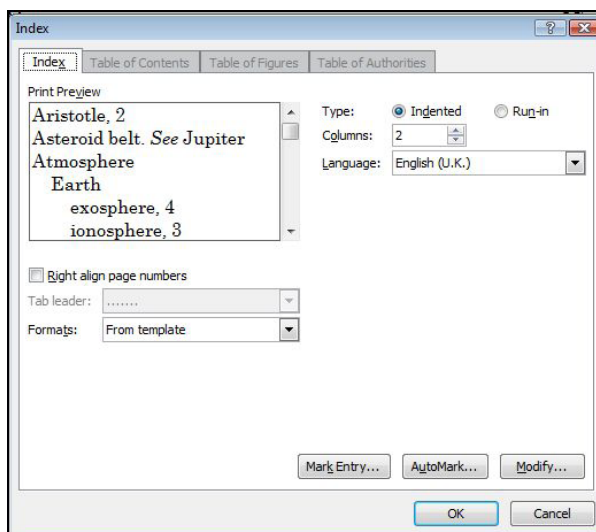 Index
Index Table of Contents Table of Figures Table of Authorities
Print Preview
Aristotle, 2
Asteroid belt. See Jupiter
Atmosphere
Earth
exosphere, 4
ionosphere, 3
Type: Indented Run-in
Columns: 2
Language: English (U.K.)
Right align page numbers
Tab leader: .......
Formats: From template
Mark Entry... AutoMark... Modify...
OK Cancel